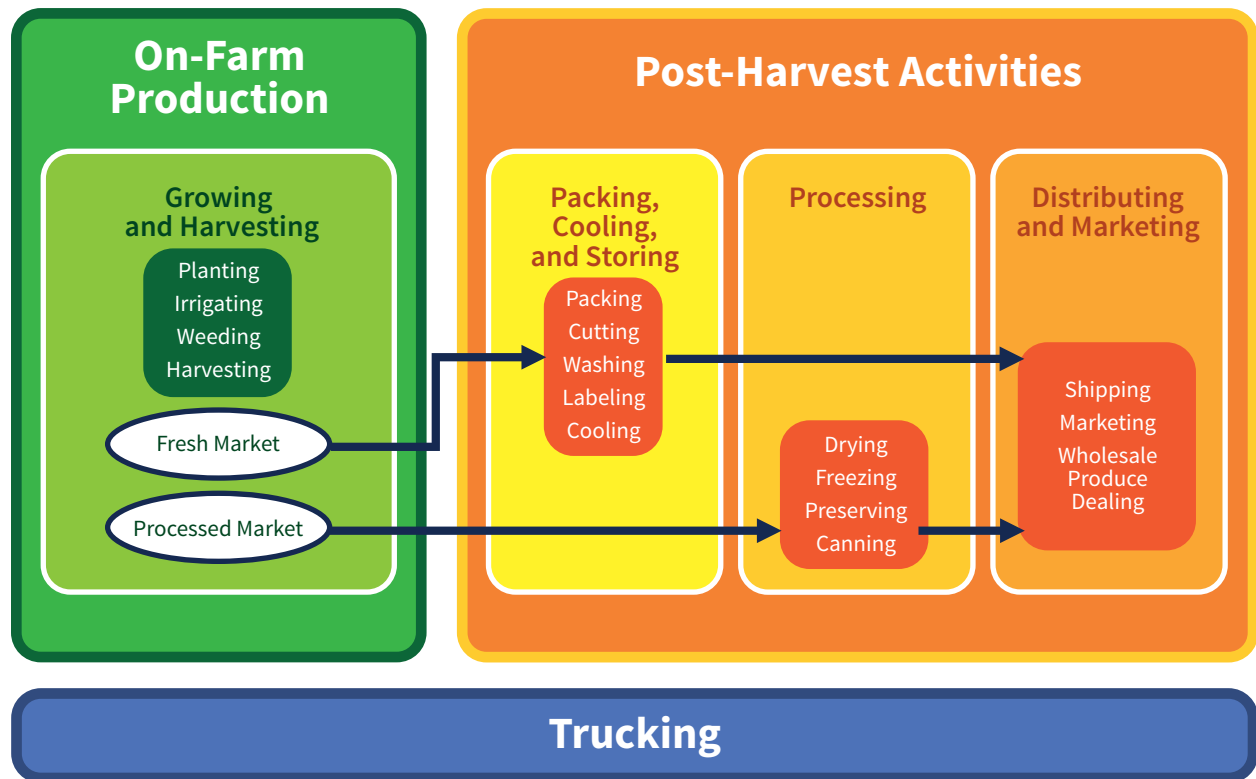 On-Farm
Production
Growing
and Harvesting
Planting
Irrigating
Weeding
Harvesting
Fresh Market
Processed Market
Post-Harvest Activities
Packing,
Cooling,
and Storing
Packing
Cutting
Washing
Labeling
Cooling
Processing
Drying
Freezing
Preserving
Canning
Distributing
and Marketing
Shipping
Marketing
Wholesale
Produce
Dealing
Trucking